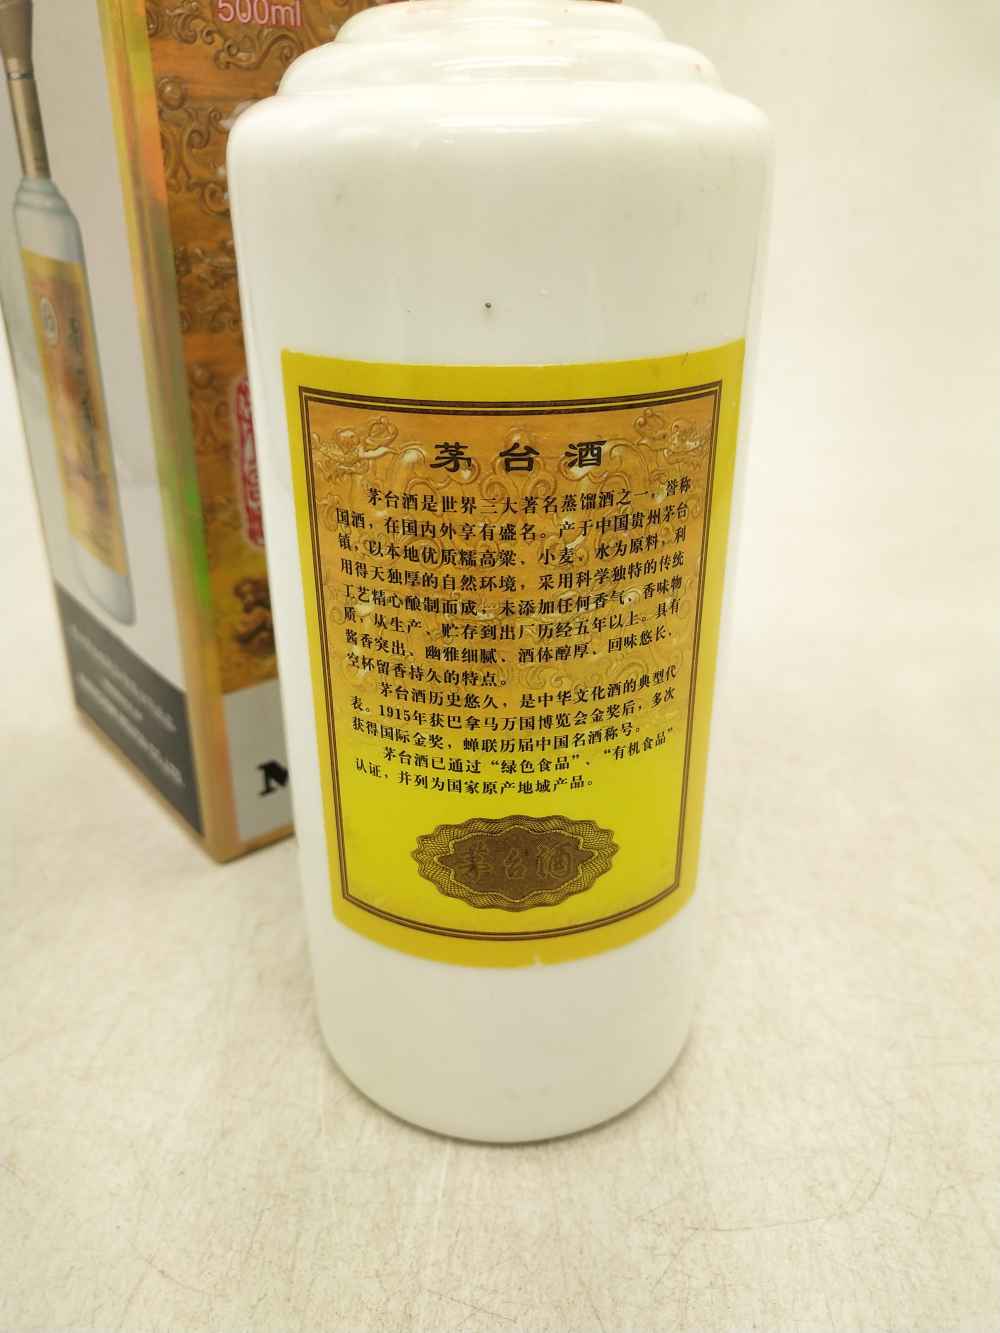 500ml
茅台酒
茅台酒是世界三大著名蒸馏酒之一，誉称
国酒，在国内外享有盛名。产于中国贵州茅台
镇，以本地优质糯高粱、小麦、水为原料，利
用得天独厚的自然环境，采用科学独特的传统
工艺精心酿制而成，未添加任何香气、香味物
质，从生产、贮存到出厂历经五年以上。具有
酱香突出、幽雅细腻、酒体醇厚、回味悠长、
空杯留香持久的特点。
茅台酒历史悠久，是中华文化酒的典型代
表。1915年获巴拿马万国博览会金奖后，多次
获得国际金奖，蝉联历届中国名酒称号。
茅台酒已通过“绿色食品”、“有机食品”
认证，并列为国家原产地域产品。
茅台酒
M